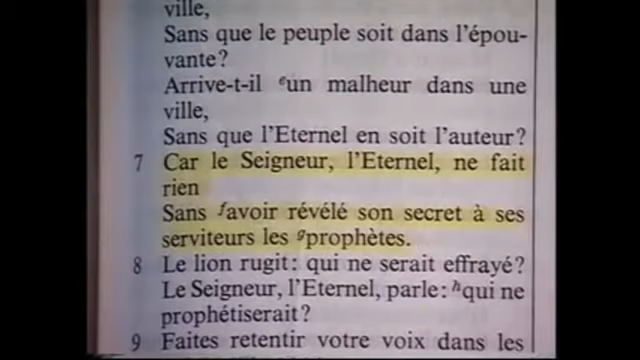 ville,
Sans que le peuple soit dans l'épou-
vante?
Arrive-t-il ᵉun malheur dans une
ville,
Sans que l'Eternel en soit l'auteur?
7 Car le Seigneur, l'Eternel, ne fait
rien
Sans ᶠavoir révélé son secret à ses
serviteurs les ᵍprophètes.
8 Le lion rugit: qui ne serait effrayé?
Le Seigneur, l'Eternel, parle: ʰqui ne
prophétiserait?
9 Faites retentir votre voix dans les